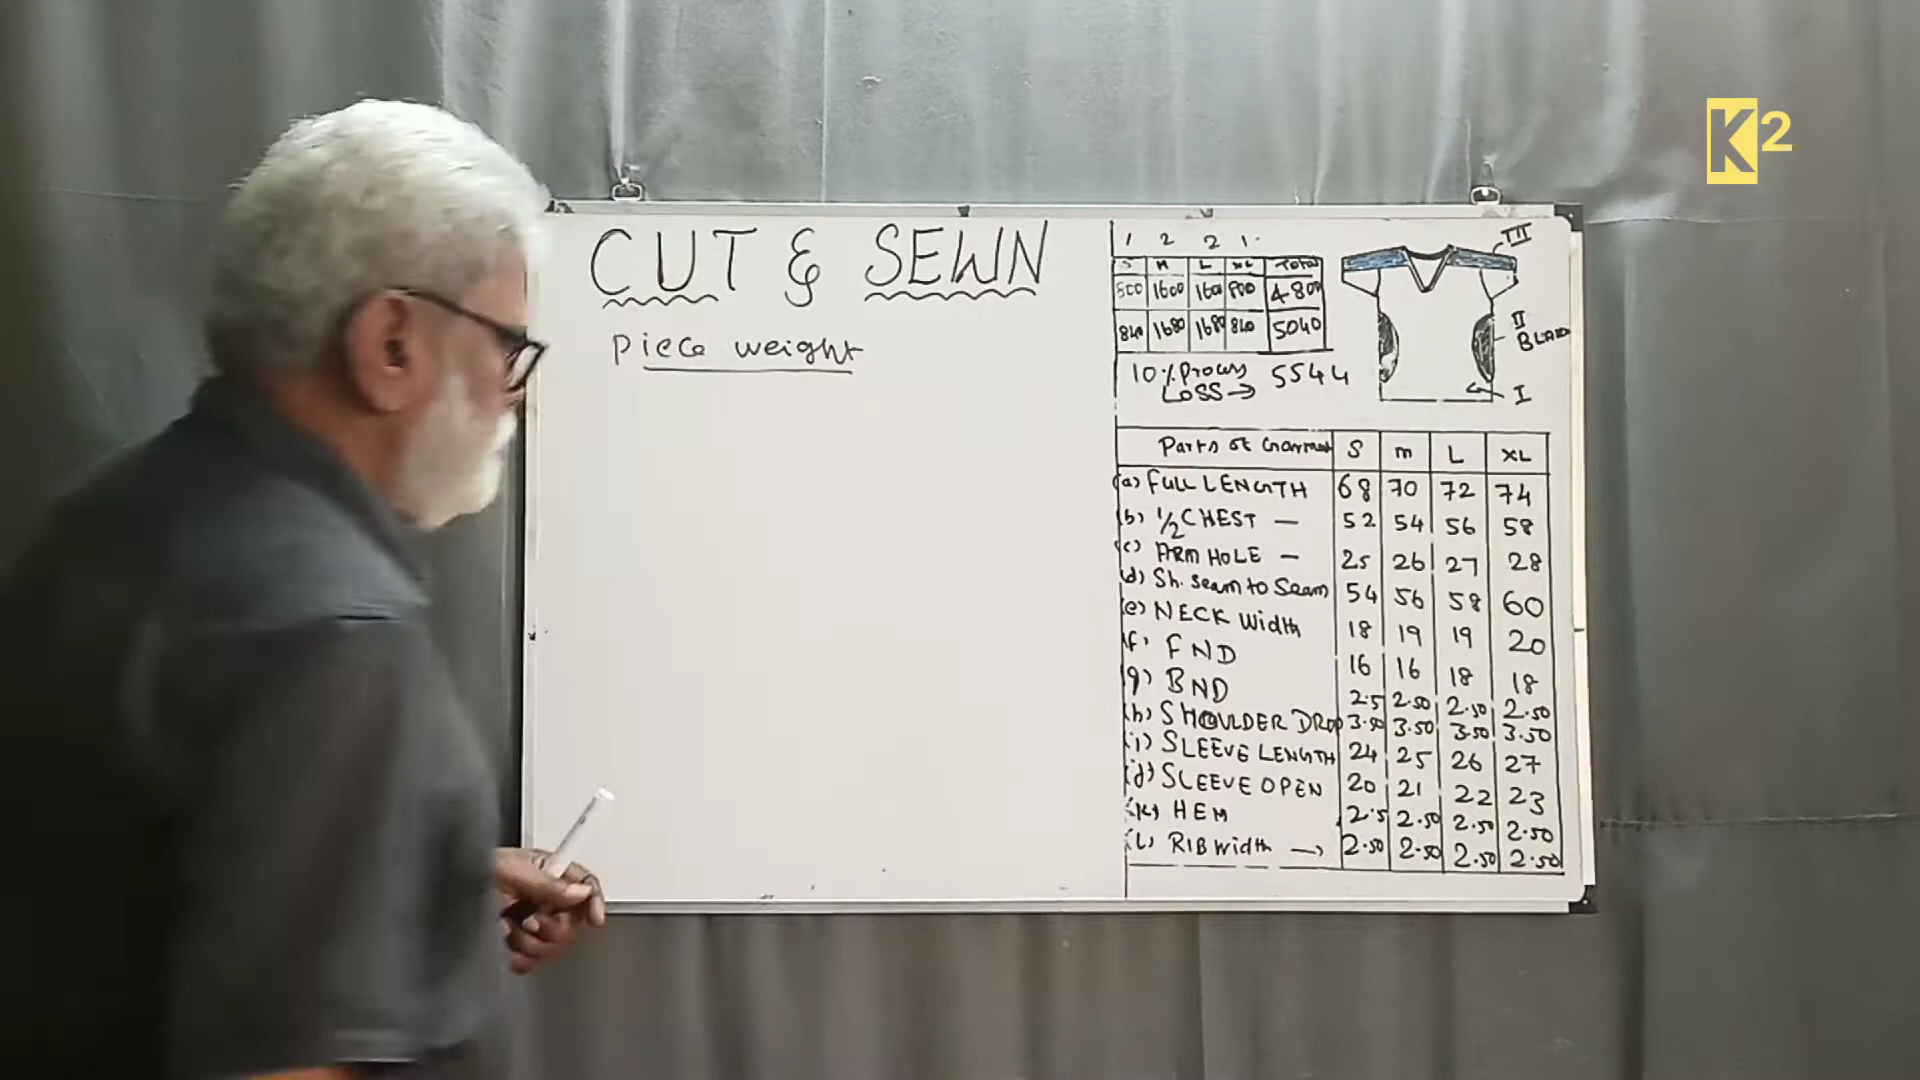 K2
CUT & SEWN
Piece weight
1 2 2 1
S M L XL Total
800 1600 1600 800 4800
840 1680 1680 840 5040
10% Process 5544
LOSS →
III
II
BLADD
I
Parts of Garment S m L XL
(a) FULL LENGTH 68 70 72 74
(b) 1/2 CHEST — 52 54 56 58
(c) ARM HOLE — 25 26 27 28
(d) Sh. Seam to Seam 54 56 58 60
(e) NECK Width 18 19 19 20
(f) FND 16 16 18 18
(g) BND 2.5 2.50 2.50 2.50
(h) SHOULDER DROP 3.50 3.50 3.50 3.50
(i) SLEEVE LENGTH 24 25 26 27
(j) SLEEVE OPEN 20 21 22 23
(k) HEM 2.5 2.50 2.50 2.50
(l) RIB Width → 2.50 2.50 2.50 2.50